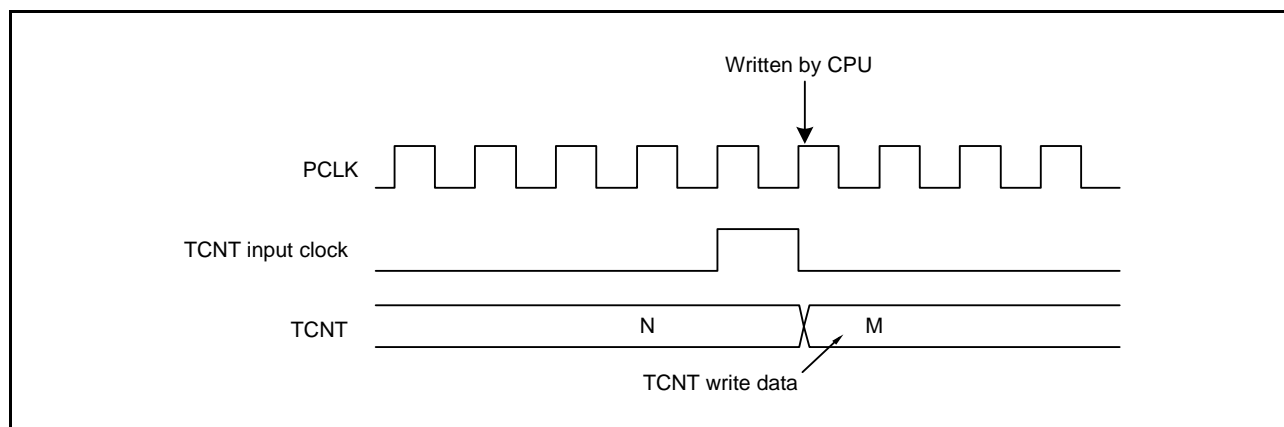 Written by CPU
PCLK
TCNT input clock
TCNT
N
M
TCNT write data